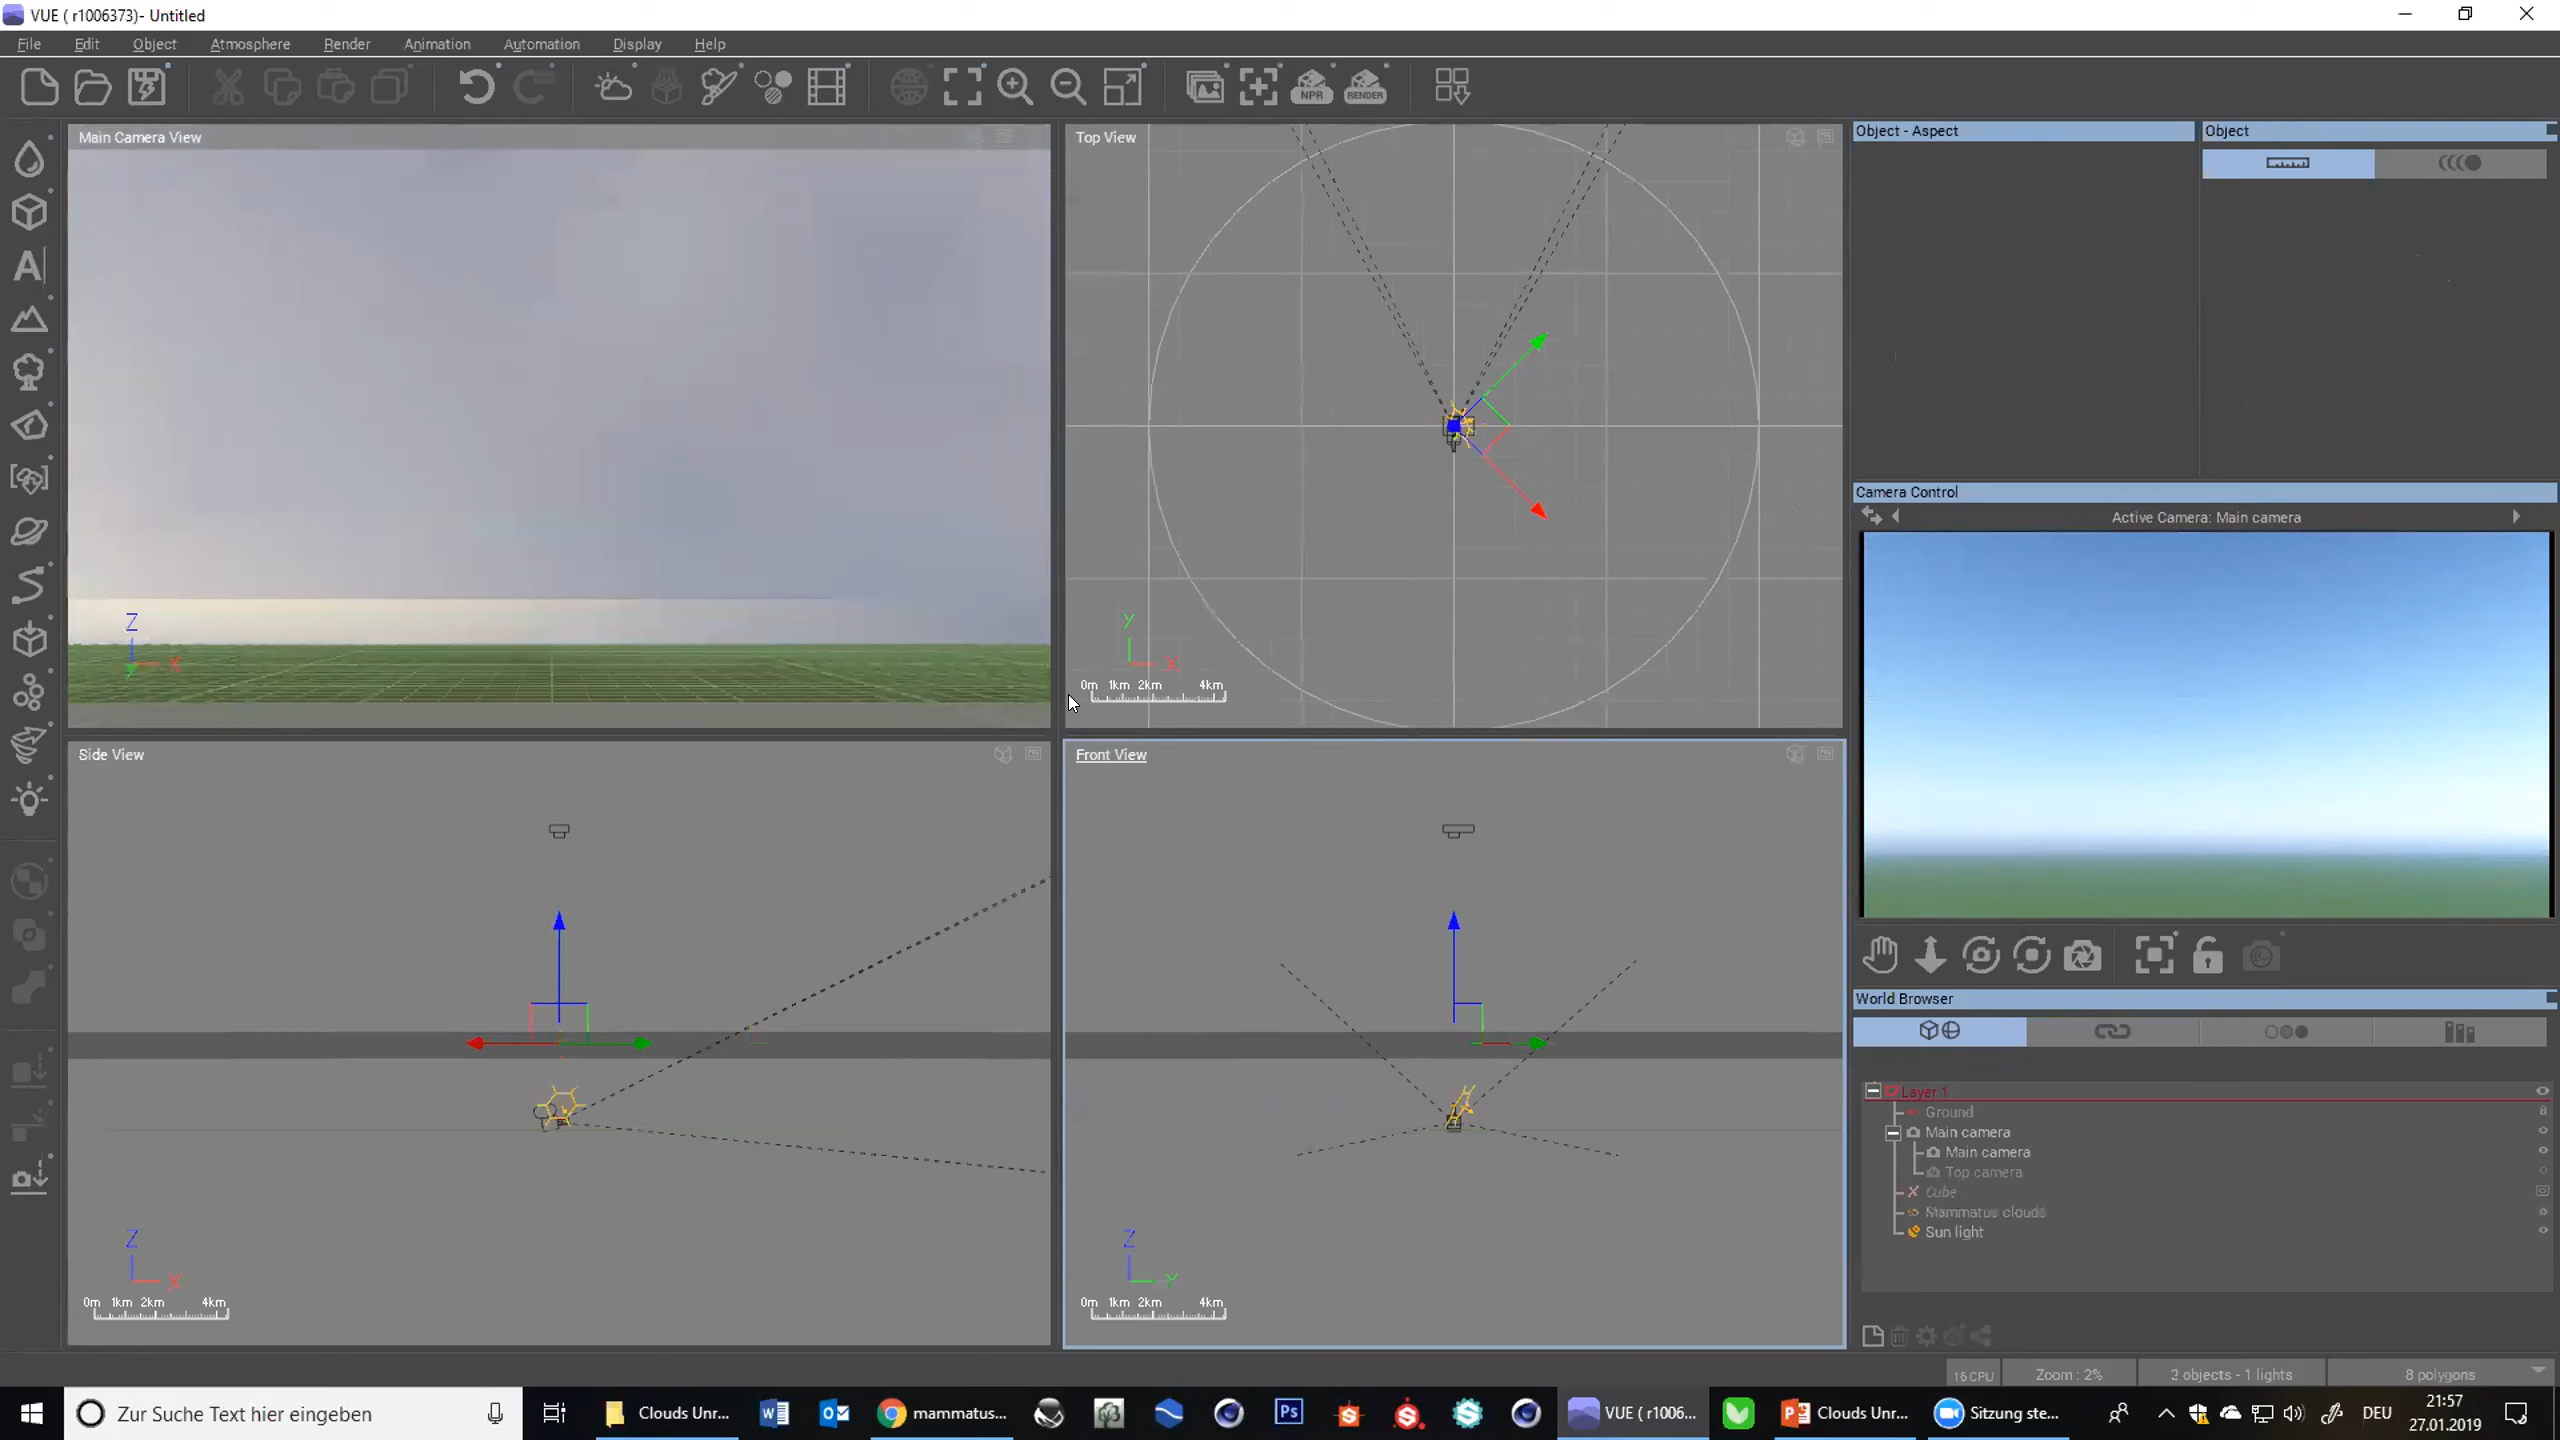 VUE ( r1006373)- Untitled
File Edit Object Atmosphere Render Animation Automation Display Help
NPR RENDER
Main Camera View
Top View
Object - Aspect
Object
A
Z
X
Y
X
0m 1km 2km 4km
Camera Control
Active Camera: Main camera
Side View
Front View
Z
X
0m 1km 2km 4km
Z
Y
0m 1km 2km 4km
World Browser
Layer 1
Ground
Main camera
Main camera
Top camera
Cube
Mammatus clouds
Sun light
16 CPU Zoom : 2% 2 objects - 1 lights 8 polygons
Zur Suche Text hier eingeben
Clouds Unr...
mammatus...
Ps
VUE ( r1006...
Clouds Unr...
Sitzung ste...
DEU
21:57
27.01.2019